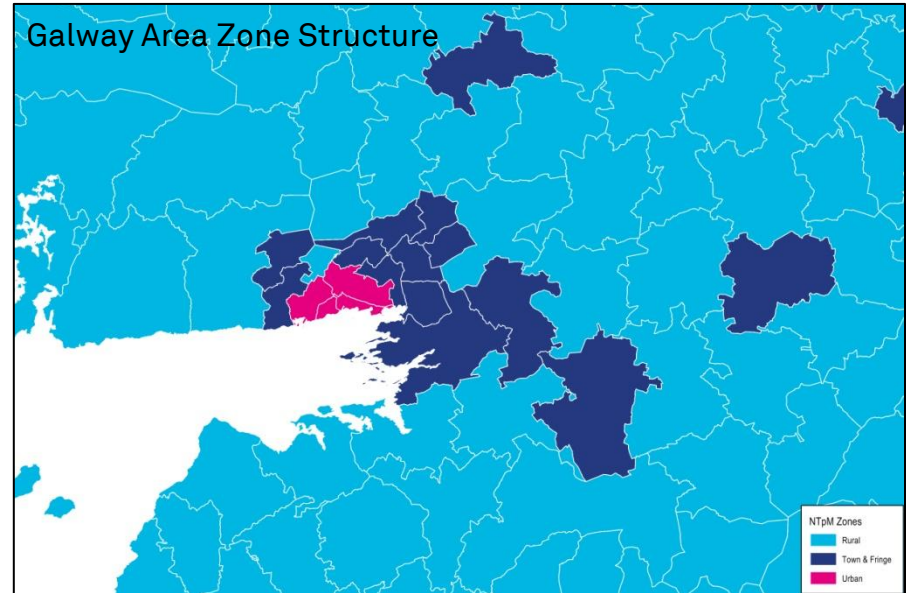 Galway Area Zone Structure
NTpM Zones
Rural
Town & Fringe
Urban